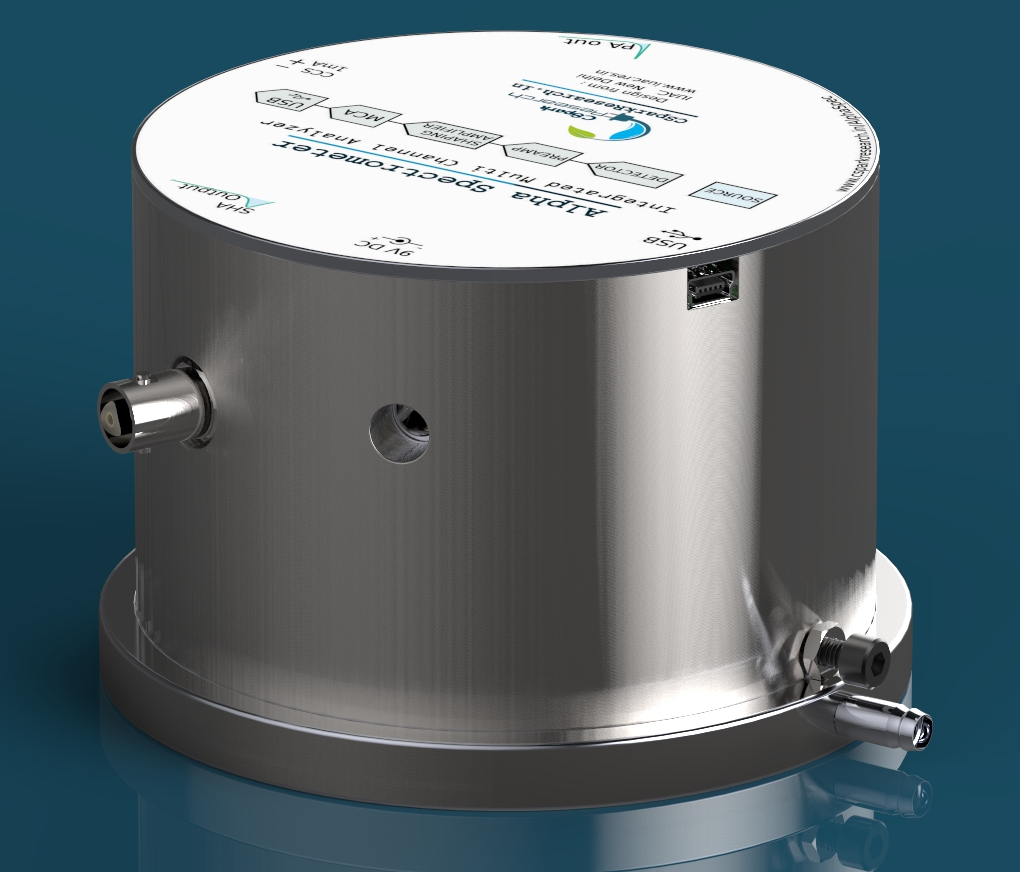 Alpha Spectrometer
Integrated Multi Channel Analyzer
SOURCE
DETECTOR
PREAMP
SHAPING
AMPLIFIER
MCA
USB
CSpark
Research
CsparkResearch.in
Design from:
IUAC, New Delhi
www.iuac.res.in
PA out
CCS
1mA
+
−
SHA
Output
9V DC
USB
www.csparkresearch.in/alphaspec